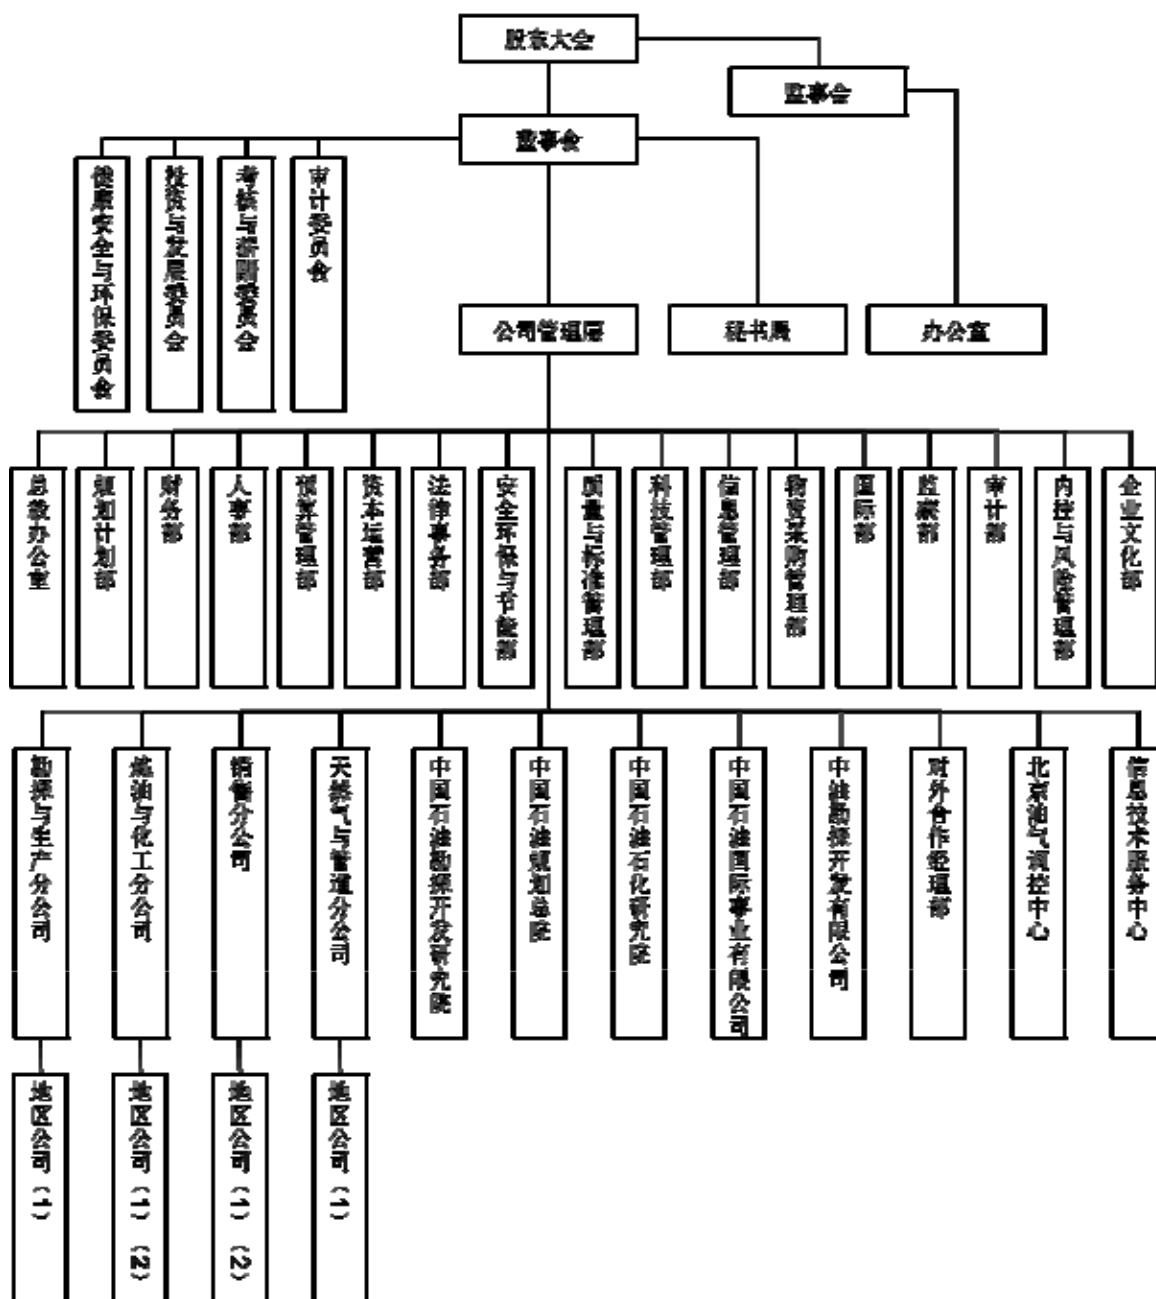 股东大会
监事会
董事会
健康安全与环保委员会
投资与发展委员会
考核与薪酬委员会
审计委员会
公司管理层
秘书局
办公室
总裁办公室
规划计划部
财务部
人事部
预算管理部
资本运营部
法律事务部
安全环保与节能部
质量与标准管理部
科技管理部
信息管理部
物资采购管理部
国际部
监察部
审计部
内控与风险管理部
企业文化部
勘探与生产分公司
炼油与化工分公司
销售分公司
天然气与管道分公司
中国石油勘探开发研究院
中国石油规划总院
中国石油石化研究院
中国石油国际事业有限公司
中油勘探开发有限公司
对外合作经理部
北京油气调控中心
信息技术服务中心
地区公司（1）
地区公司（1）（2）
地区公司（1）（2）
地区公司（1）